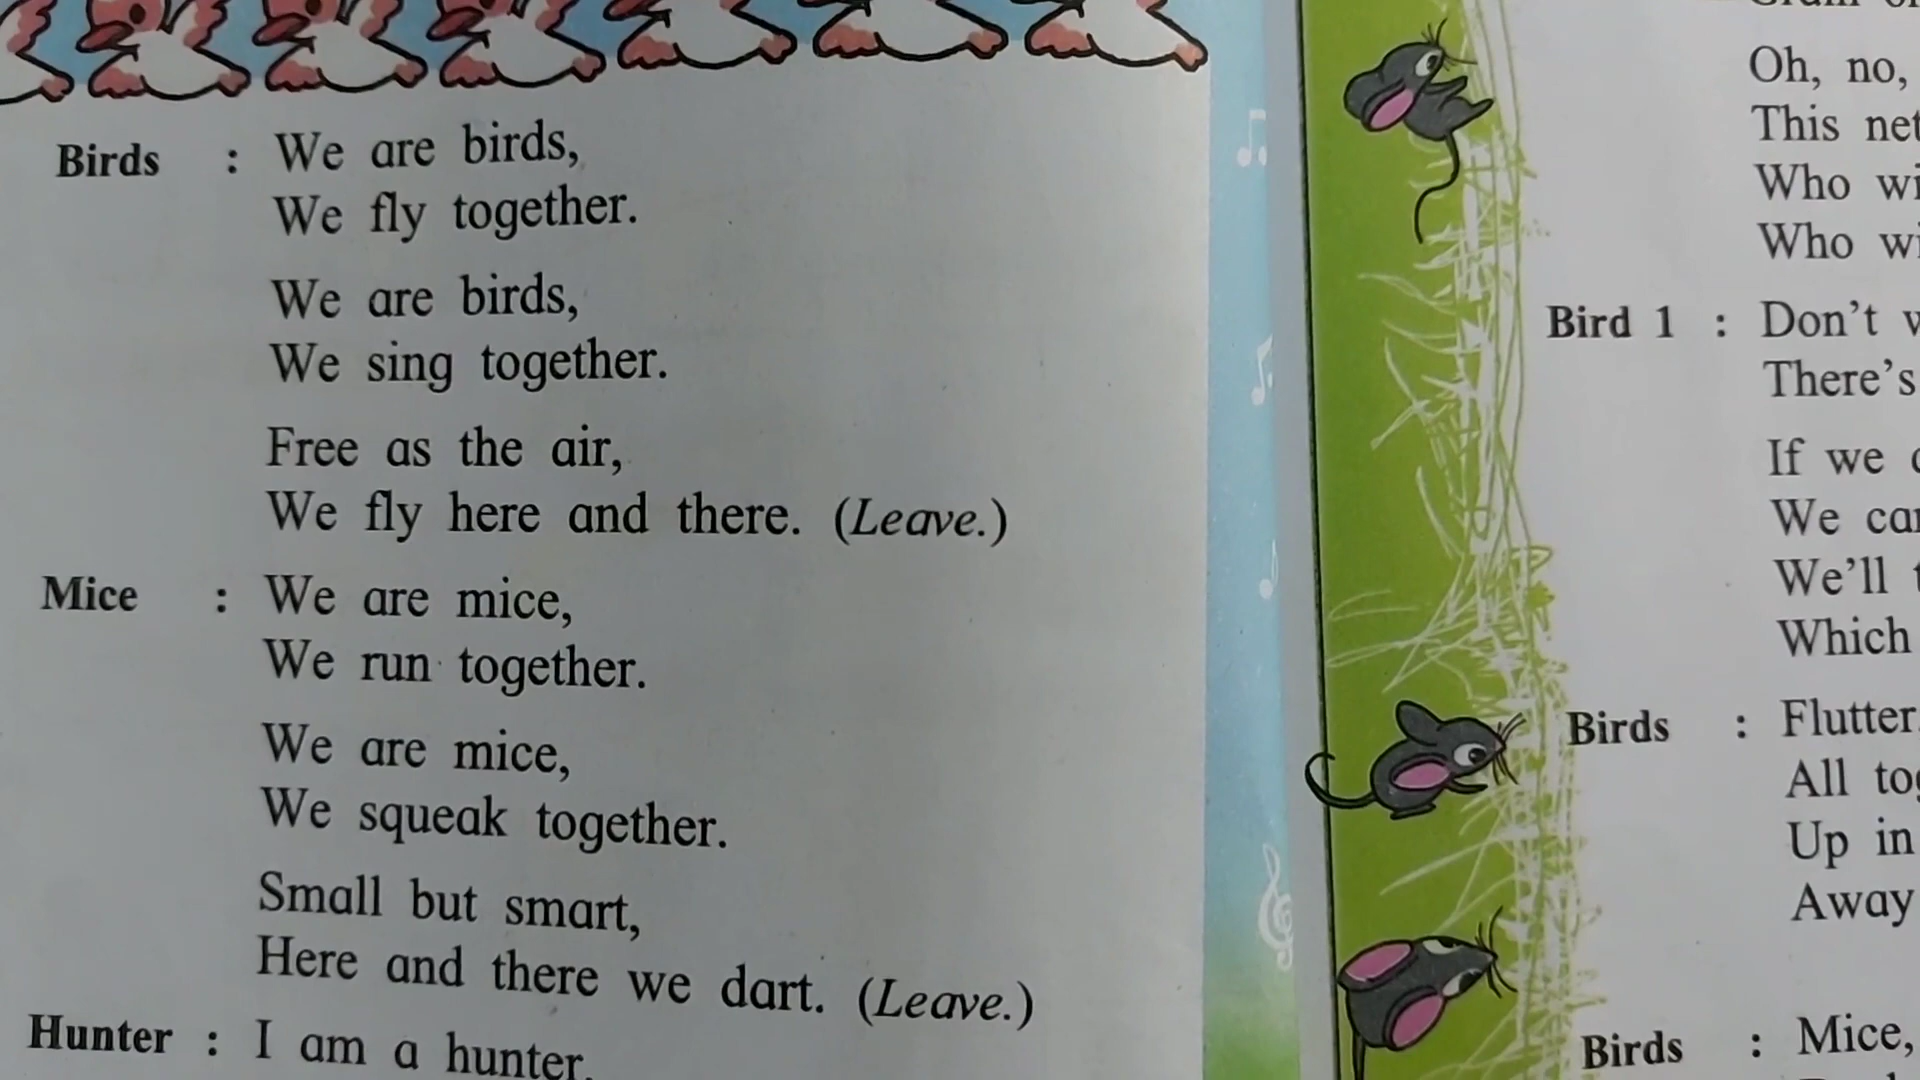 Birds : We are birds,
We fly together.
We are birds,
We sing together.
Free as the air,
We fly here and there. (Leave.)
Mice : We are mice,
We run together.
We are mice,
We squeak together.
Small but smart,
Here and there we dart. (Leave.)
Hunter : I am a hunter.
Oh, no,
This net
Who
Who
Bird 1 : Don't
There's
If we
We
We'll
Which
Birds : Flutter
All
Up in
Away
Birds : Mice,